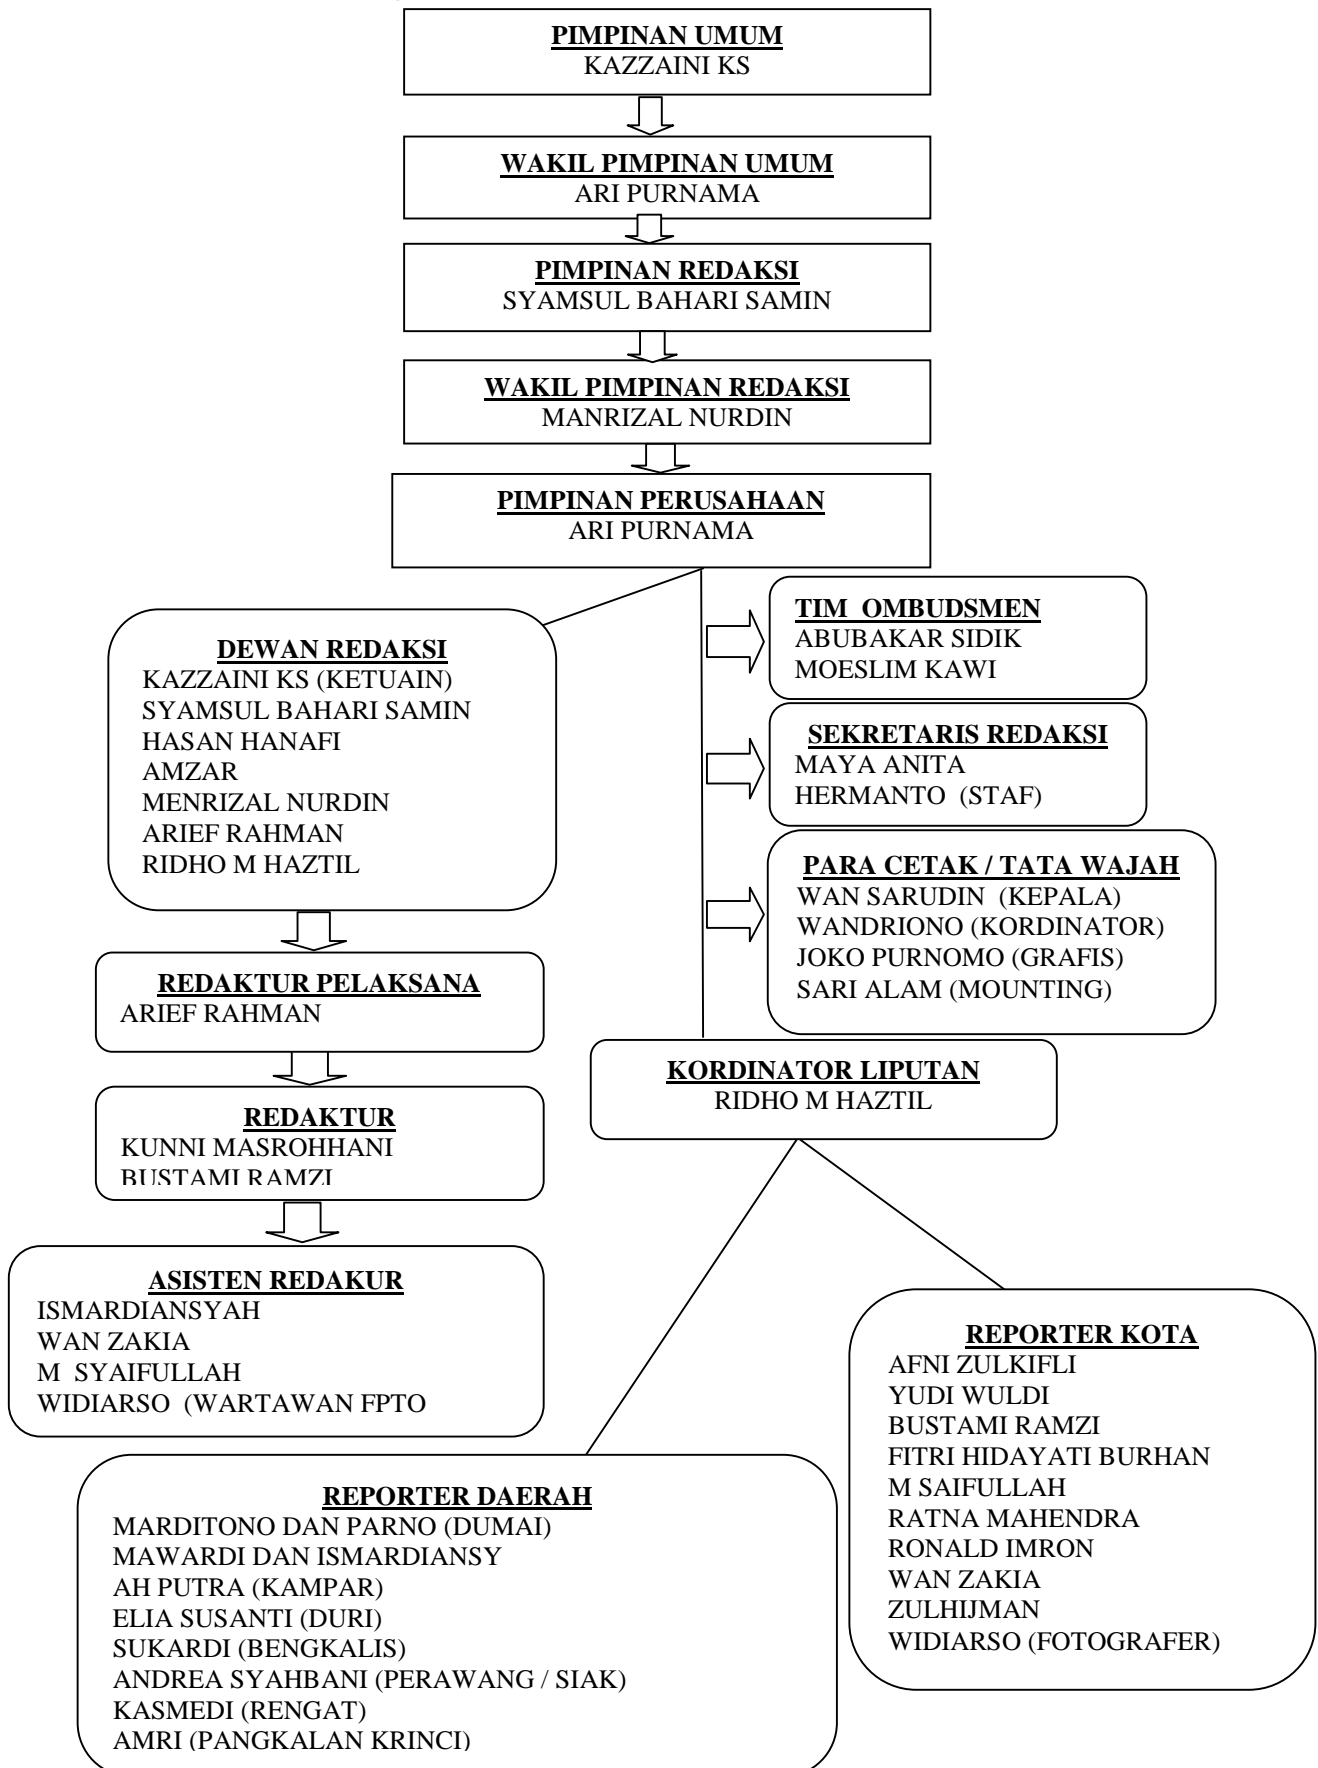 PIMPINAN UMUM
KAZZAINI KS
WAKIL PIMPINAN UMUM
ARI PURNAMA
PIMPINAN REDAKSI
SYAMSUL BAHARI SAMIN
WAKIL PIMPINAN REDAKSI
MANRIZAL NURDIN
PIMPINAN PERUSAHAAN
ARI PURNAMA
DEWAN REDAKSI
KAZZAINI KS (KETUAIN)
SYAMSUL BAHARI SAMIN
HASAN HANAFI
AMZAR
MENRIZAL NURDIN
ARIEF RAHMAN
RIDHO M HAZTIL
TIM OMBUDSMEN
ABUBAKAR SIDIK
MOESLIM KAWI
SEKRETARIS REDAKSI
MAYA ANITA
HERMANTO (STAF)
PARA CETAK / TATA WAJAH
WAN SARUDIN (KEPALA)
WANDRIONO (KORDINATOR)
JOKO PURNOMO (GRAFIS)
SARI ALAM (MOUNTING)
REDAKTUR PELAKSANA
ARIEF RAHMAN
KORDINATOR LIPUTAN
RIDHO M HAZTIL
REDAKTUR
KUNNI MASROHHANI
BUSTAMI RAMZI
ASISTEN REDAKUR
ISMARDIANSYAH
WAN ZAKIA
M SYAIFULLAH
WIDIARSO (WARTAWAN FPTO
REPORTER KOTA
AFNI ZULKIFLI
YUDI WULDI
BUSTAMI RAMZI
FITRI HIDAYATI BURHAN
M SAIFULLAH
RATNA MAHENDRA
RONALD IMRON
WAN ZAKIA
ZULHIJMAN
WIDIARSO (FOTOGRAFER)
REPORTER DAERAH
MARDITONO DAN PARNO (DUMAI)
MAWARDI DAN ISMARDIANSY
AH PUTRA (KAMPAR)
ELIA SUSANTI (DURI)
SUKARDI (BENGKALIS)
ANDREA SYAHBANI (PERAWANG / SIAK)
KASMEDI (RENGAT)
AMRI (PANGKALAN KRINCI)